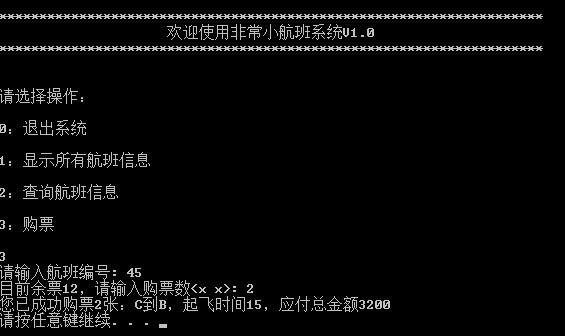 ********************************************************************
欢迎使用非常小航班系统V1.0
********************************************************************
请选择操作:
0: 退出系统
1: 显示所有航班信息
2: 查询航班信息
3: 购票
3
请输入航班编号: 45
目前余票12, 请输入购票数<x x>: 2
您已成功购票2张: C到B, 起飞时间15, 应付总金额3200
请按任意键继续. . .